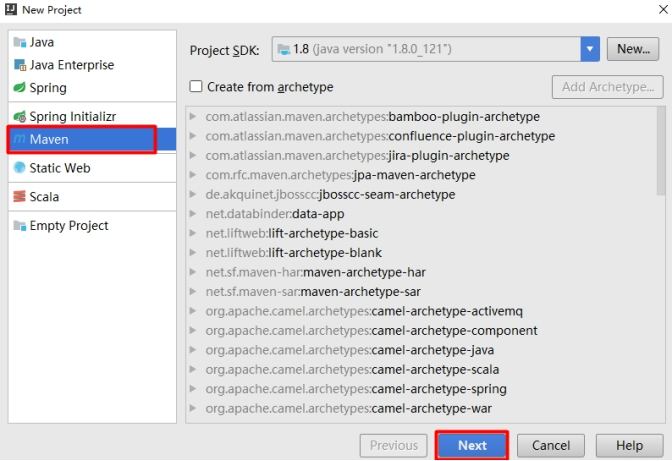 New Project
Java
Java Enterprise
Spring
Spring Initializr
Maven
Static Web
Scala
Empty Project
Project SDK: 1.8 (java version "1.8.0_121") New...
Create from archetype Add Archetype...
com.atlassian.maven.archetypes:bamboo-plugin-archetype
com.atlassian.maven.archetypes:confluence-plugin-archetype
com.atlassian.maven.archetypes:jira-plugin-archetype
com.rfc.maven.archetypes:jpa-maven-archetype
de.akquinet.jbosscc:jbosscc-seam-archetype
net.databinder:data-app
net.liftweb:lift-archetype-basic
net.liftweb:lift-archetype-blank
net.sf.maven-har:maven-archetype-har
net.sf.maven-sar:maven-archetype-sar
org.apache.camel.archetypes:camel-archetype-activemq
org.apache.camel.archetypes:camel-archetype-component
org.apache.camel.archetypes:camel-archetype-java
org.apache.camel.archetypes:camel-archetype-scala
org.apache.camel.archetypes:camel-archetype-spring
org.apache.camel.archetypes:camel-archetype-war
Previous Next Cancel Help